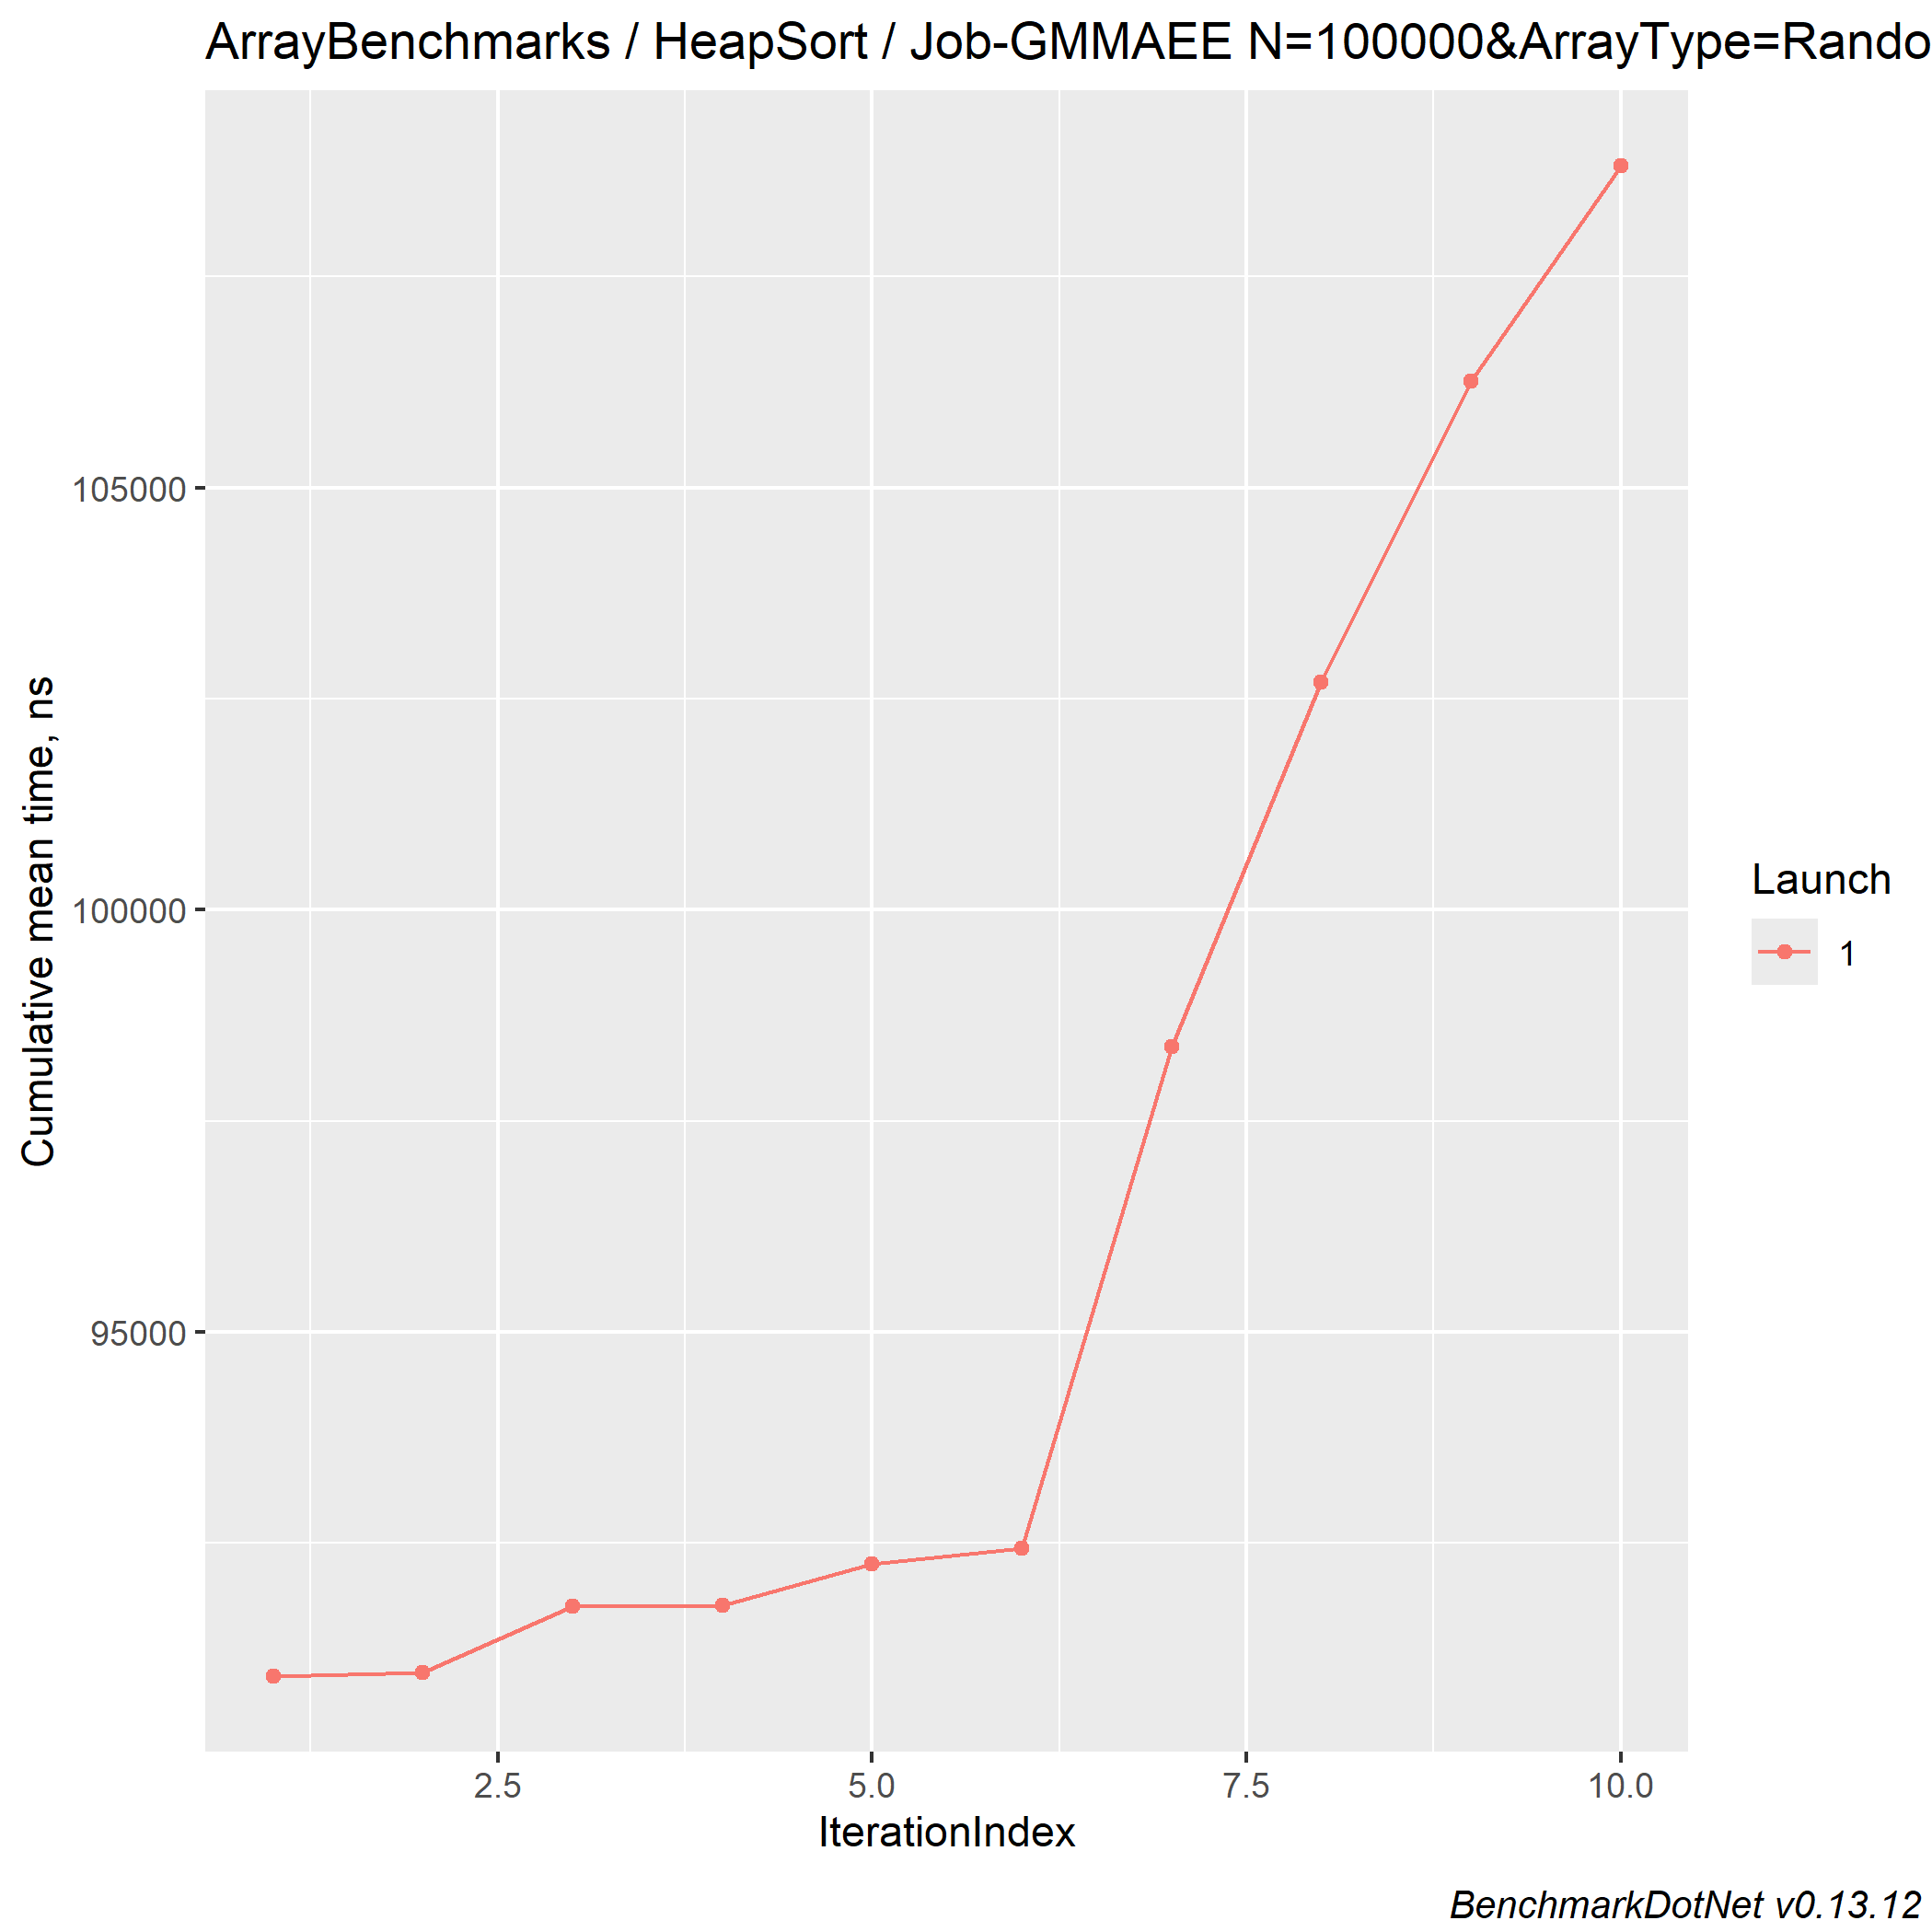 ArrayBenchmarks / HeapSort / Job-GMMAEE N=100000&ArrayType=Rando
Cumulative mean time, ns
105000
100000
95000
2.5 5.0 7.5 10.0
IterationIndex
Launch
1
BenchmarkDotNet v0.13.12